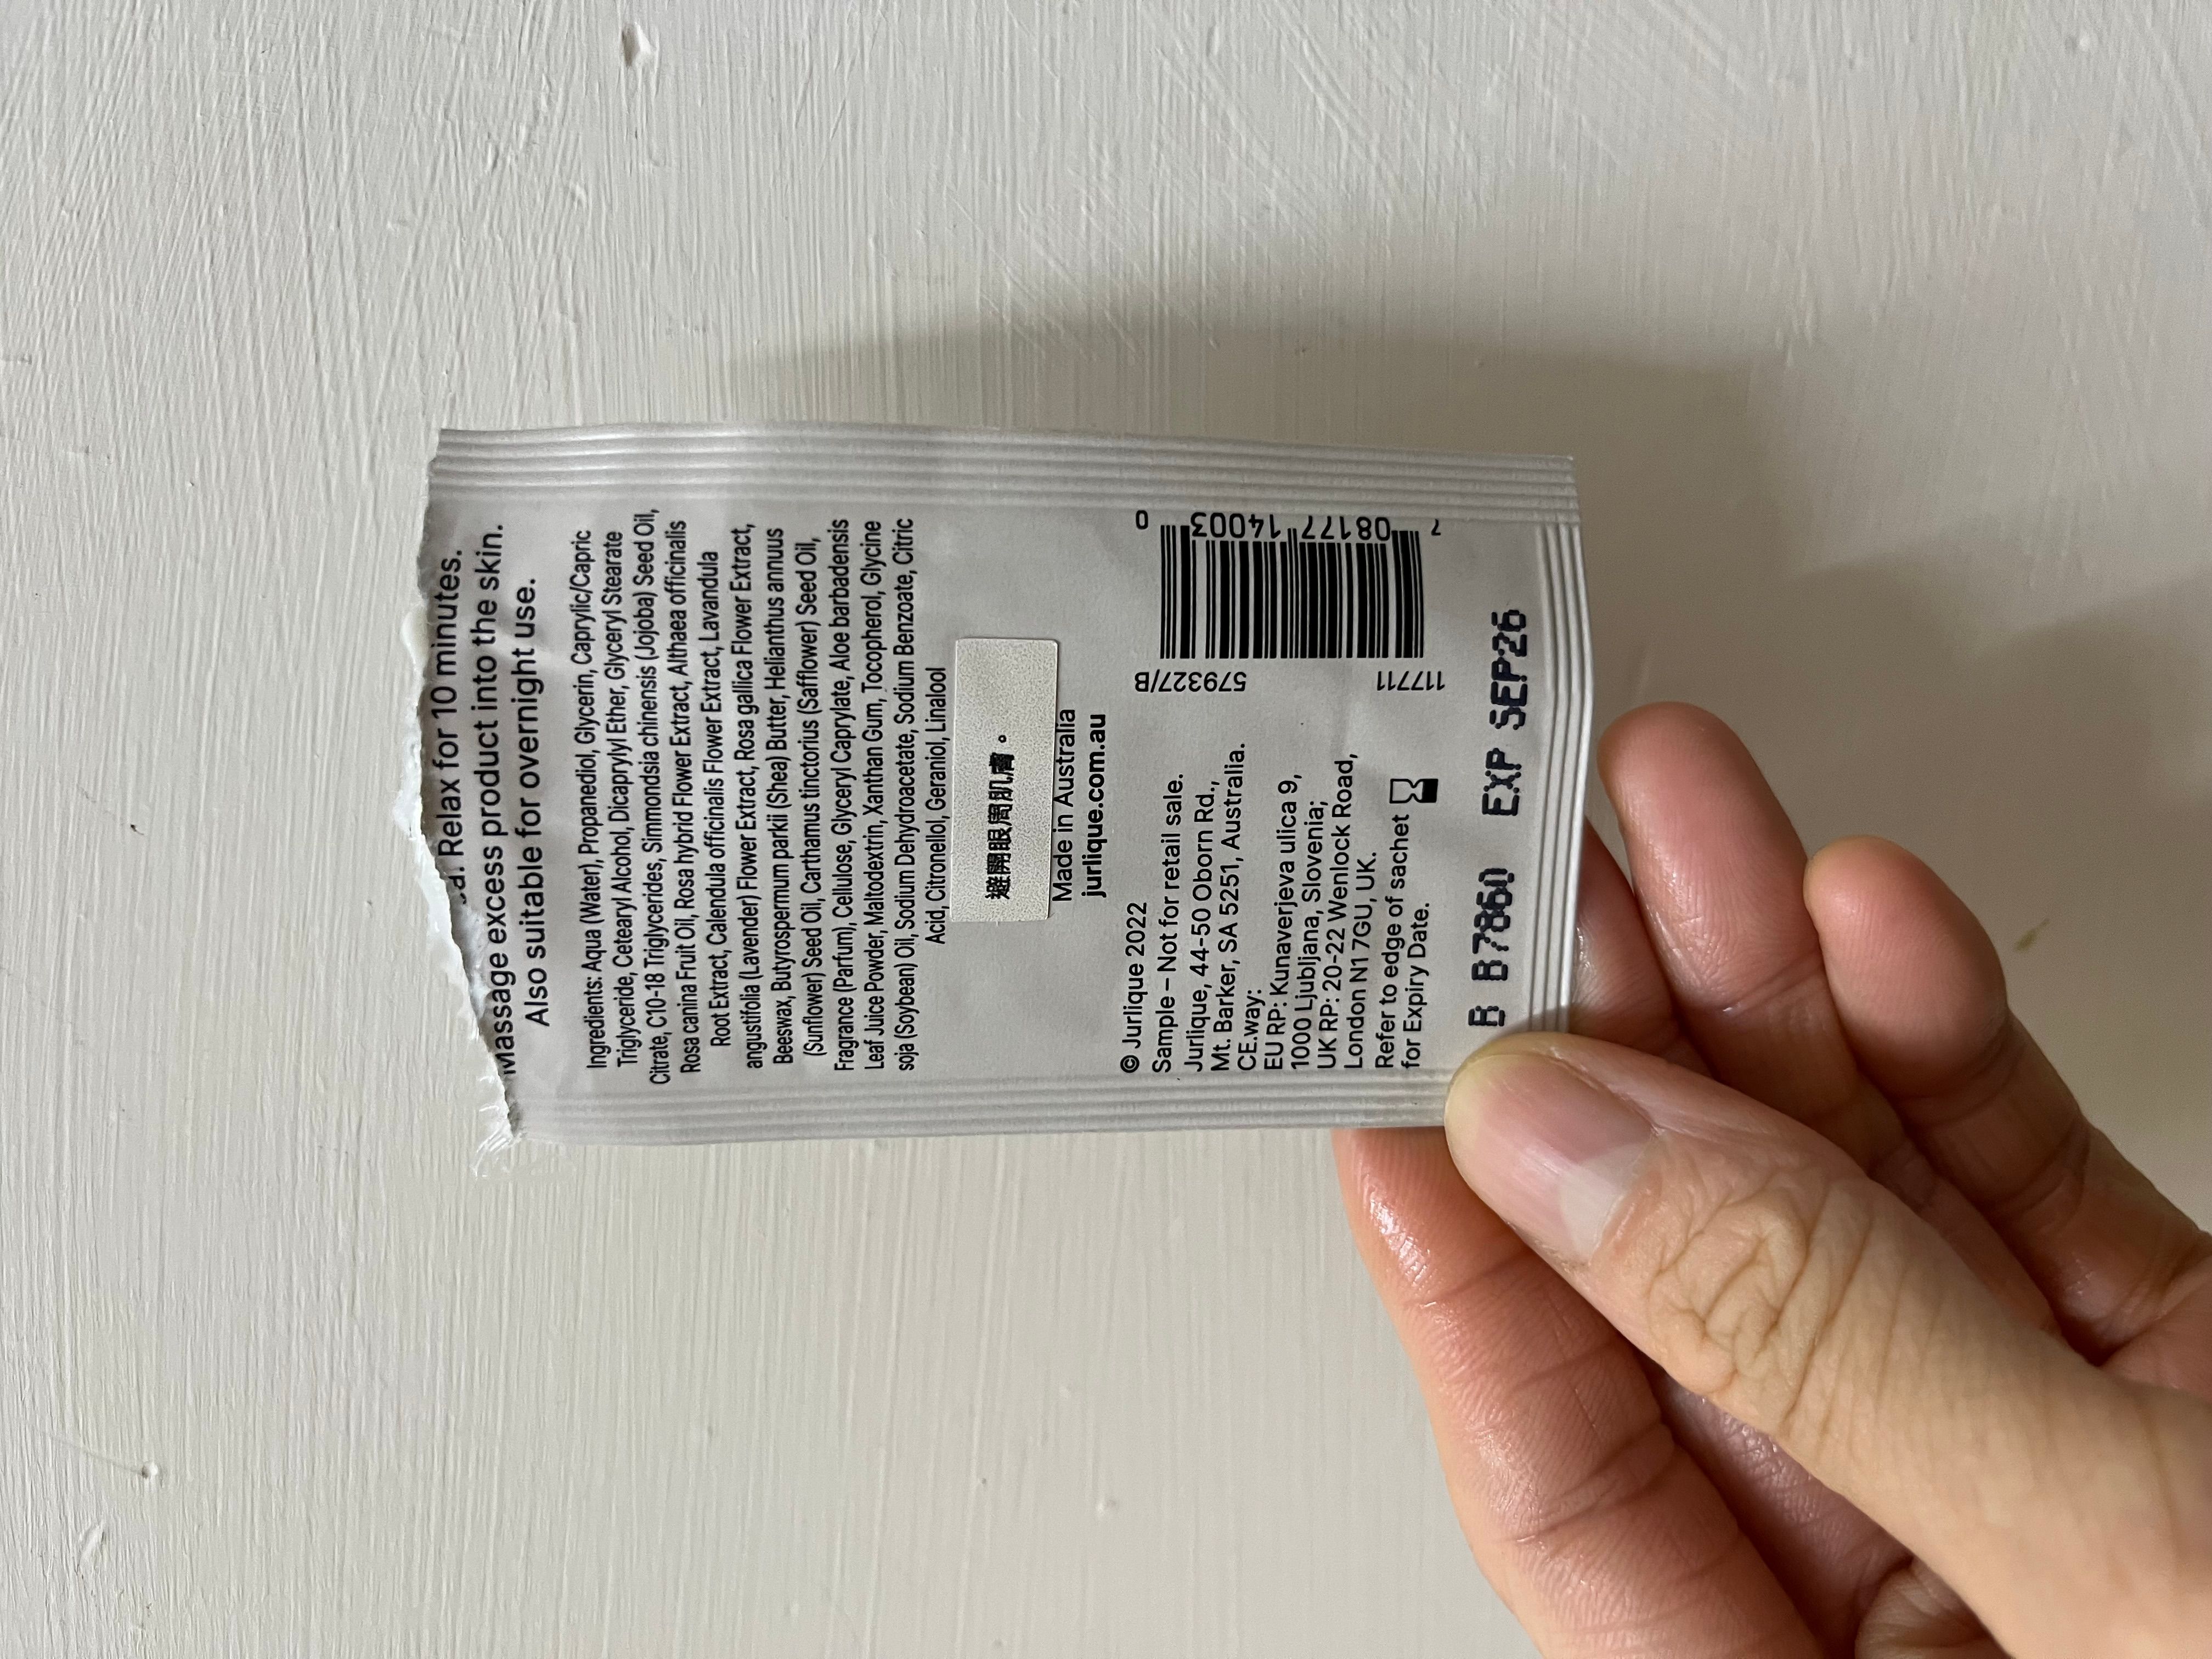 Relax for 10 minutes.
Massage excess product into the skin.
Also suitable for overnight use.
Ingredients: Aqua (Water), Propanediol, Glycerin, Caprylic/Capric
Triglyceride, Cetearyl Alcohol, Dicaprylyl Ether, Glyceryl Stearate
Citrate, C10-18 Triglycerides, Simmondsia chinensis (Jojoba) Seed Oil,
Rosa canina Fruit Oil, Rosa hybrid Flower Extract, Althaea officinalis
Root Extract, Calendula officinalis Flower Extract, Lavandula
angustifolia (Lavender) Flower Extract, Rosa gallica Flower Extract,
Beeswax, Butyrospermum parkii (Shea) Butter, Helianthus annuus
(Sunflower) Seed Oil, Carthamus tinctorius (Safflower) Seed Oil,
Fragrance (Parfum), Cellulose, Glyceryl Caprylate, Aloe barbadensis
Leaf Juice Powder, Maltodextrin, Xanthan Gum, Tocopherol, Glycine
soja (Soybean) Oil, Sodium Dehydroacetate, Sodium Benzoate, Citric
Acid, Citronellol, Geraniol, Linalool
避開眼周肌膚。
Made in Australia
jurlique.com.au
© Jurlique 2022
Sample – Not for retail sale.
Jurlique, 44-50 Oborn Rd.,
Mt. Barker, SA 5251, Australia.
CE.way:
EU RP: Kunaverjeva ulica 9,
1000 Ljubljana, Slovenia;
UK RP: 20-22 Wenlock Road,
London N1 7GU, UK.
Refer to edge of sachet
for Expiry Date.
579327/B
117711
7 08177 14003 0
B B7860 EXP SEP26